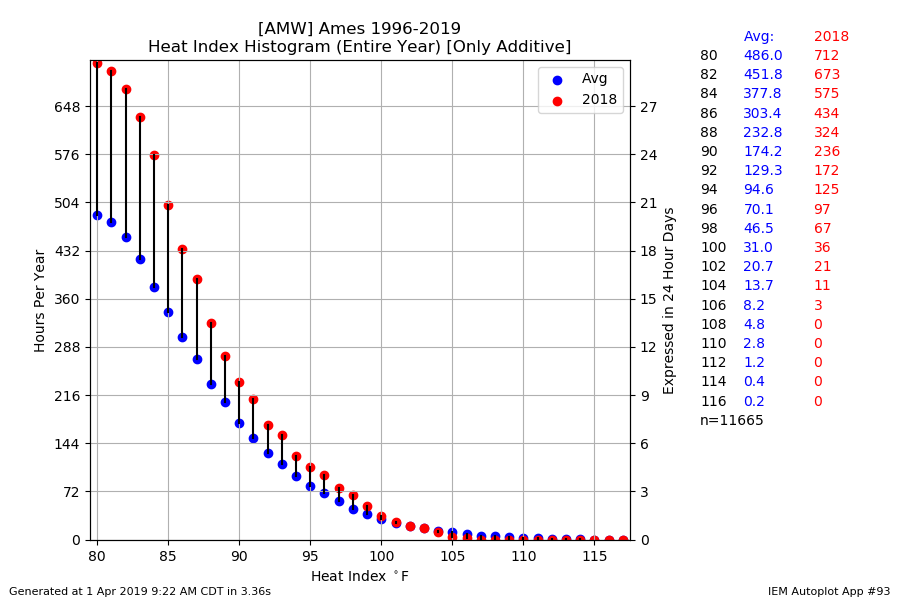 [AMW] Ames 1996-2019
Heat Index Histogram (Entire Year) [Only Additive]
Hours Per Year
648
576
504
432
360
288
216
144
72
0
80 85 90 95 100 105 110 115
Heat Index °F
Avg
2018
27
24
21
18
15
12
9
6
3
0
Expressed in 24 Hour Days
Avg: 2018
80 486.0 712
82 451.8 673
84 377.8 575
86 303.4 434
88 232.8 324
90 174.2 236
92 129.3 172
94 94.6 125
96 70.1 97
98 46.5 67
100 31.0 36
102 20.7 21
104 13.7 11
106 8.2 3
108 4.8 0
110 2.8 0
112 1.2 0
114 0.4 0
116 0.2 0
n=11665
Generated at 1 Apr 2019 9:22 AM CDT in 3.36s
IEM Autoplot App #93